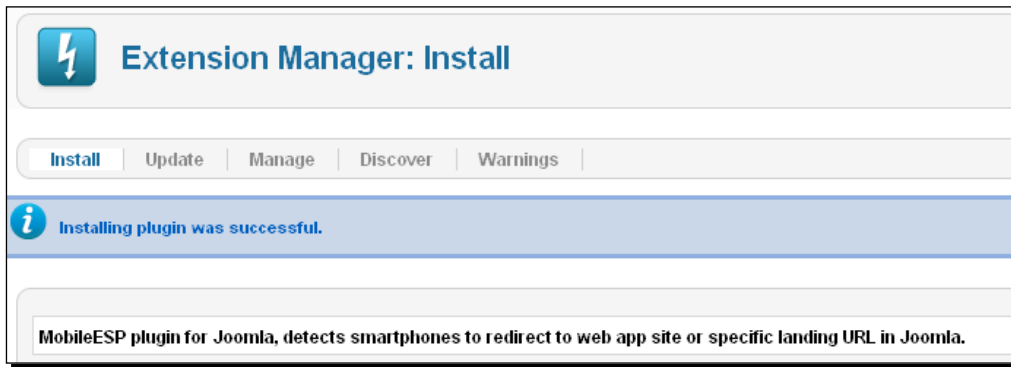 Extension Manager: Install
Install Update Manage Discover Warnings
i Installing plugin was successful.
MobileESP plugin for Joomla, detects smartphones to redirect to web app site or specific landing URL in Joomla.